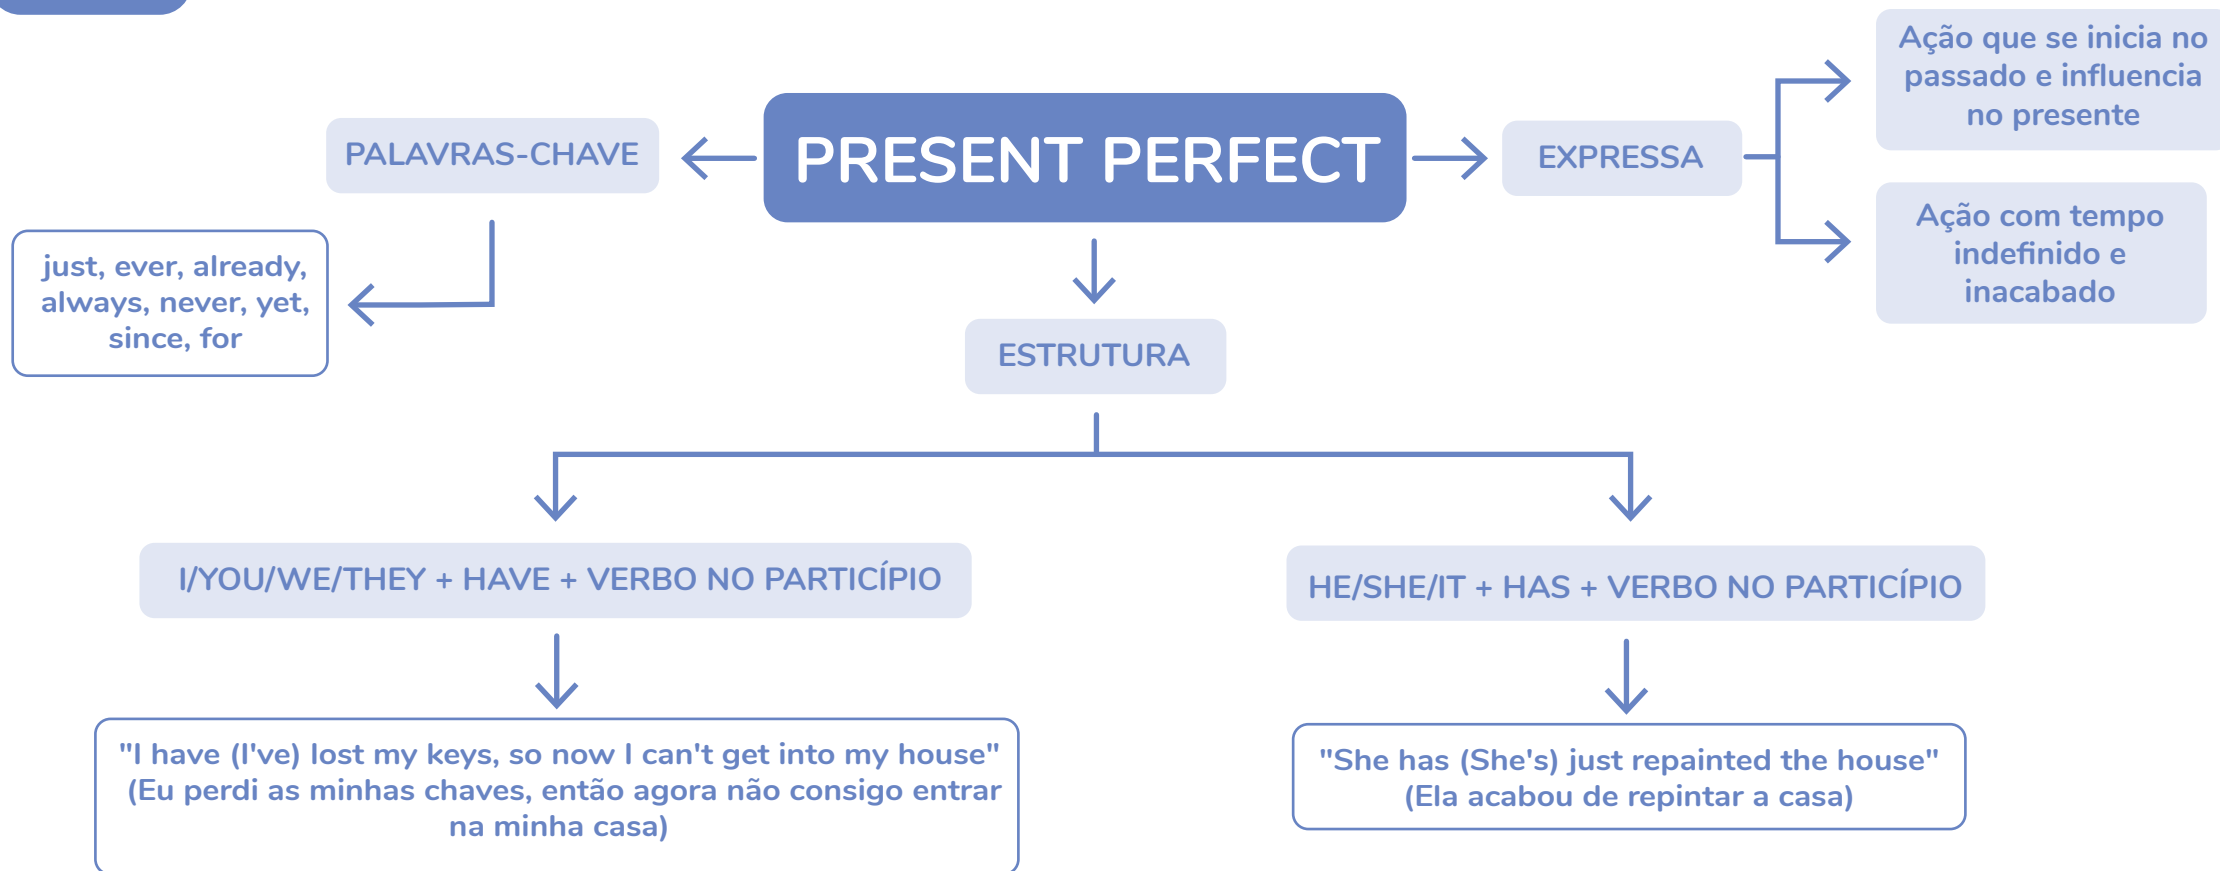 PRESENT PERFECT
PALAVRAS-CHAVE
just, ever, already,
always, never, yet,
since, for
EXPRESSA
Ação que se inicia no
passado e influencia
no presente
Ação com tempo
indefinido e
inacabado
ESTRUTURA
I/YOU/WE/THEY + HAVE + VERBO NO PARTICÍPIO
"I have (I've) lost my keys, so now I can't get into my house"
(Eu perdi as minhas chaves, então agora não consigo entrar
na minha casa)
HE/SHE/IT + HAS + VERBO NO PARTICÍPIO
"She has (She's) just repainted the house"
(Ela acabou de repintar a casa)